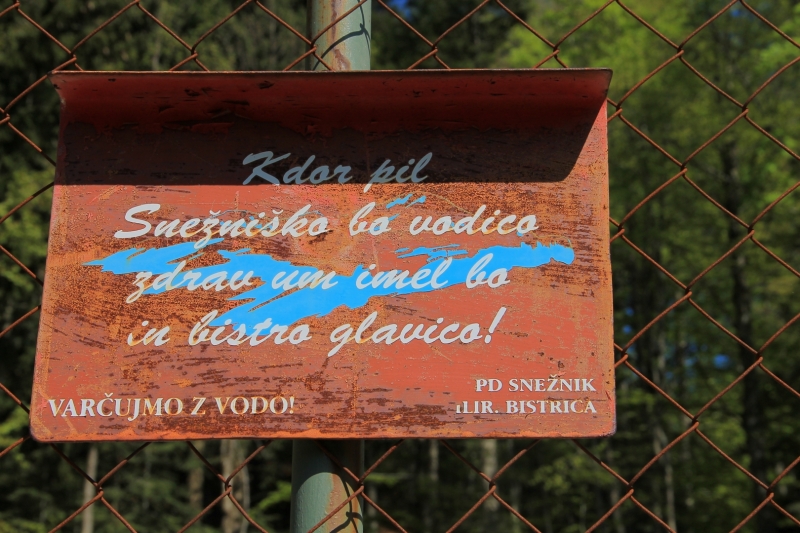 Kdor pil
Snežniško bo vodico
zdrav um imel bo
in bistro glavico!
VARČUJMO Z VODO!
PD SNEŽNIK
ILIR. BISTRICA